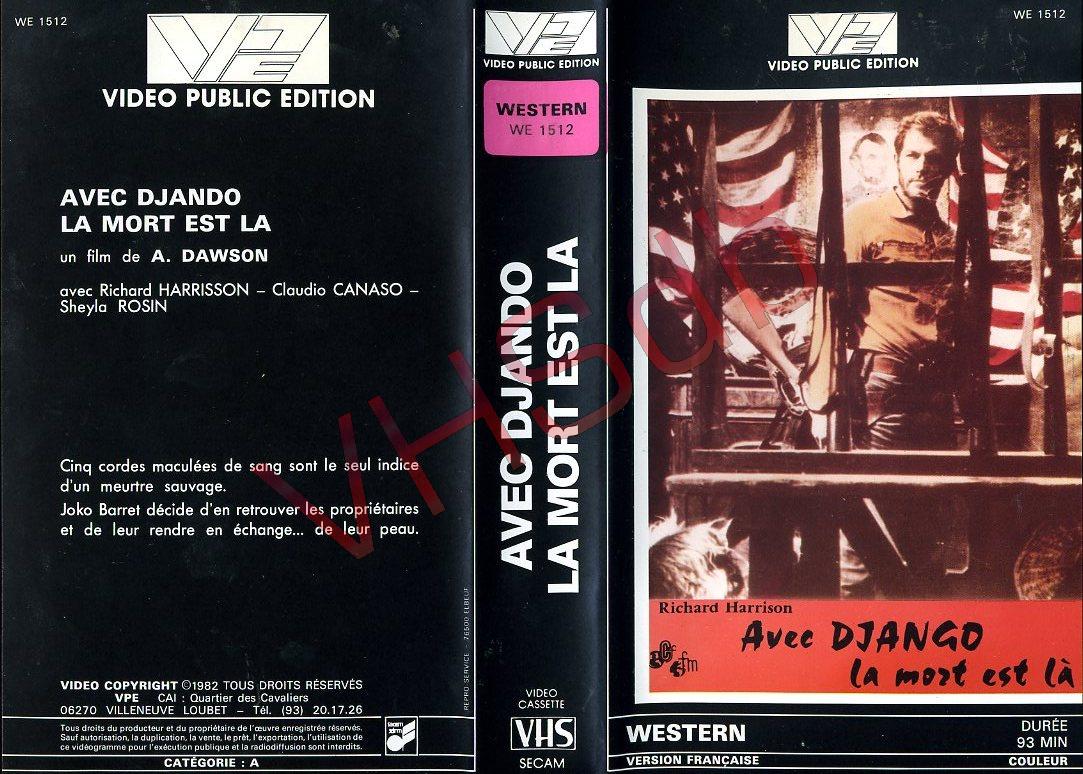 WE 1512
VPE
VIDEO PUBLIC EDITION
AVEC DJANDO
LA MORT EST LA
un film de A. DAWSON
avec Richard HARRISSON – Claudio CANASO –
Sheyla ROSIN
Cinq cordes maculées de sang sont le seul indice
d'un meurtre sauvage.
Joko Barret décide d'en retrouver les propriétaires
et de leur rendre en échange... de leur peau.
REPRO SERVICE - 76500 ELBEUF
VIDEO COPYRIGHT ©1982 TOUS DROITS RÉSERVÉS
VPE CAI : Quartier des Cavaliers
06270 VILLENEUVE LOUBET – Tél. (93) 20.17.26
Tous droits du producteur et du propriétaire de l'œuvre enregistrée réservés.
Sauf autorisation, la duplication, la vente, le prêt, l'exportation, l'utilisation de
ce vidéogramme pour l'exécution publique et la radiodiffusion sont interdits.
CATÉGORIE : A
VPE
VIDEO PUBLIC EDITION
WESTERN
WE 1512
AVEC DJANDO
LA MORT EST LA
VIDEO
CASSETTE
VHS
SECAM
WE 1512
VPE
VIDEO PUBLIC EDITION
Richard Harrison
Avec DJANGO
la mort est là
WESTERN
DURÉE
93 MIN
VERSION FRANÇAISE
COULEUR
VHSdb